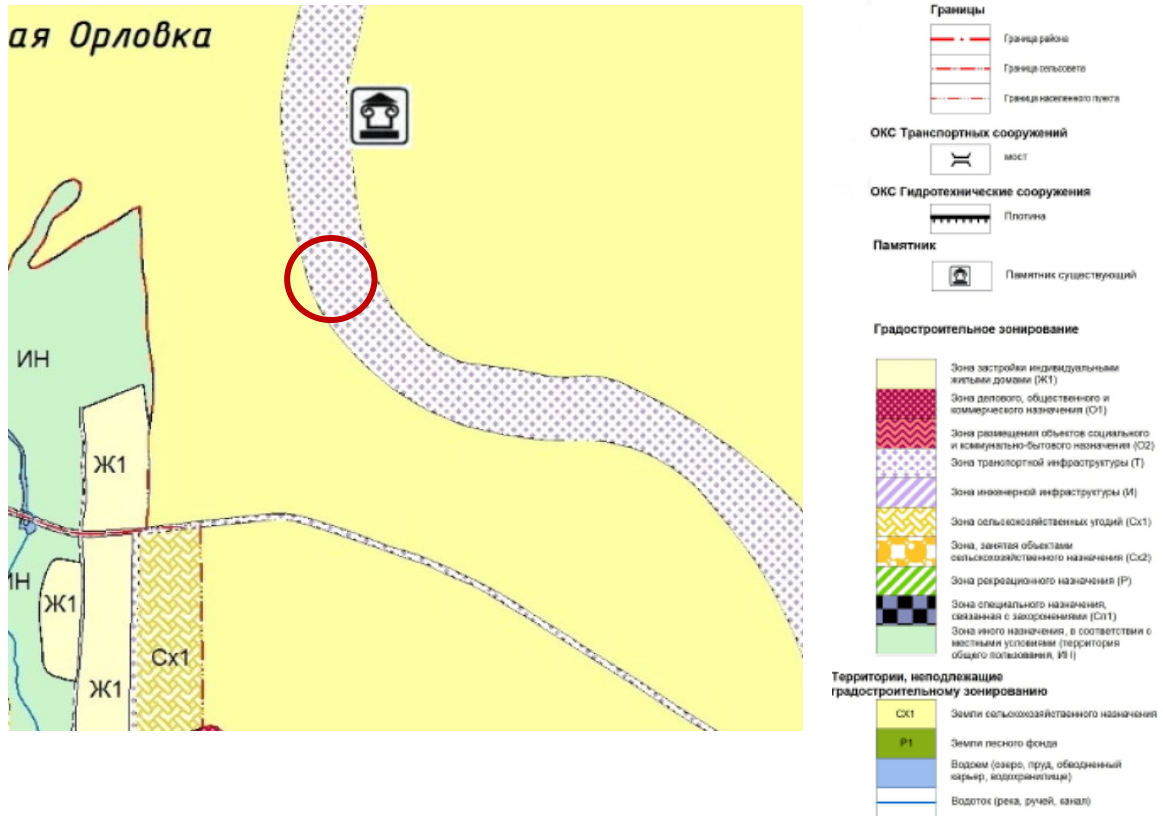 ая Орловка
ИН
Ж1
ИН
Ж1
Ж1
Сх1
Границы
Граница района
Граница сельсовета
Граница населенного пункта
ОКС Транспортных сооружений
мост
ОКС Гидротехнические сооружения
Плотина
Памятник
Памятник существующий
Градостроительное зонирование
Зона застройки индивидуальными
жилыми домами (Ж1)
Зона делового, общественного и
коммерческого назначения (О1)
Зона размещения объектов социального
и коммунально-бытового назначения (О2)
Зона транспортной инфраструктуры (Т)
Зона инженерной инфраструктуры (И)
Зона сельскохозяйственных угодий (Сх1)
Зона, занятая объектами
сельскохозяйственного назначения (Сх2)
Зона рекреационного назначения (Р)
Зона специального назначения,
связанная с захоронениями (Сп1)
Зона иного назначения, в соответствии с
местными условиями (территория
общего пользования, ИН)
Территории, неподлежащие
градостроительному зонированию
СХ1
Земли сельскохозяйственного назначения
Р1
Земли лесного фонда
Водоем (озеро, пруд, обводненный
карьер, водохранилище)
Водоток (река, ручей, канал)